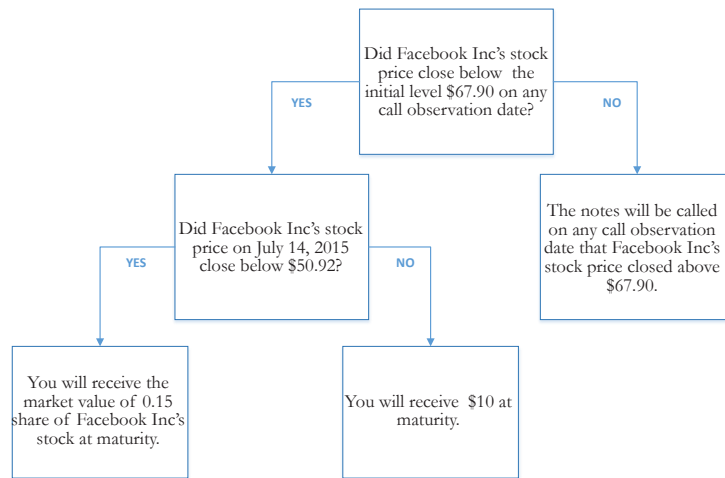 Did Facebook Inc's stock
price close below the
initial level $67.90 on any
call observation date?
YES
NO
Did Facebook Inc's stock
price on July 14, 2015
close below $50.92?
The notes will be called
on any call observation
date that Facebook Inc's
stock price closed above
$67.90.
YES
NO
You will receive the
market value of 0.15
share of Facebook Inc's
stock at maturity.
You will receive $10 at
maturity.